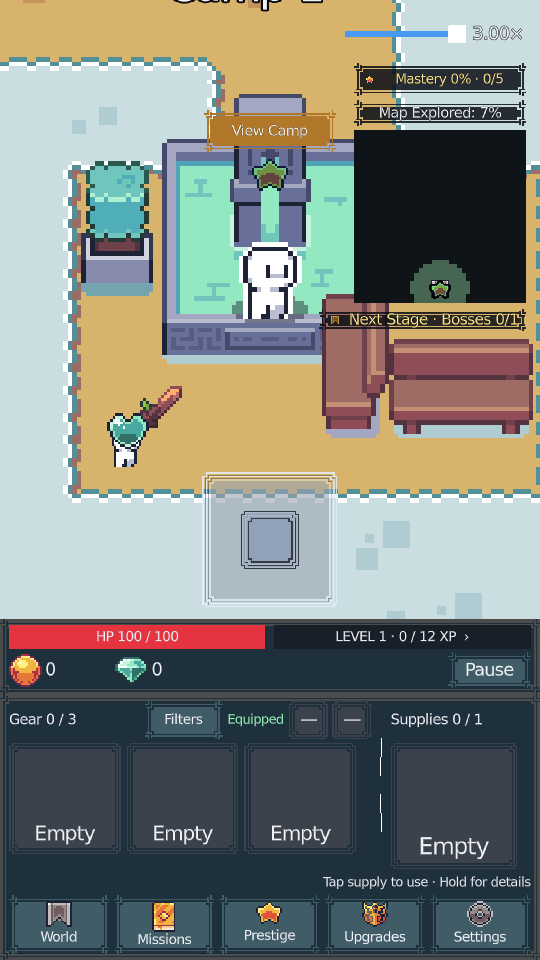 3.00×
Mastery 0% · 0/5
Map Explored: 7%
View Camp
Next Stage · Bosses 0/1
HP 100 / 100
LEVEL 1 · 0 / 12 XP ›
0
0
Pause
Gear 0 / 3
Filters
Equipped
—
—
Supplies 0 / 1
Empty
Empty
Empty
Empty
Tap supply to use · Hold for details
World
Missions
Prestige
Upgrades
Settings